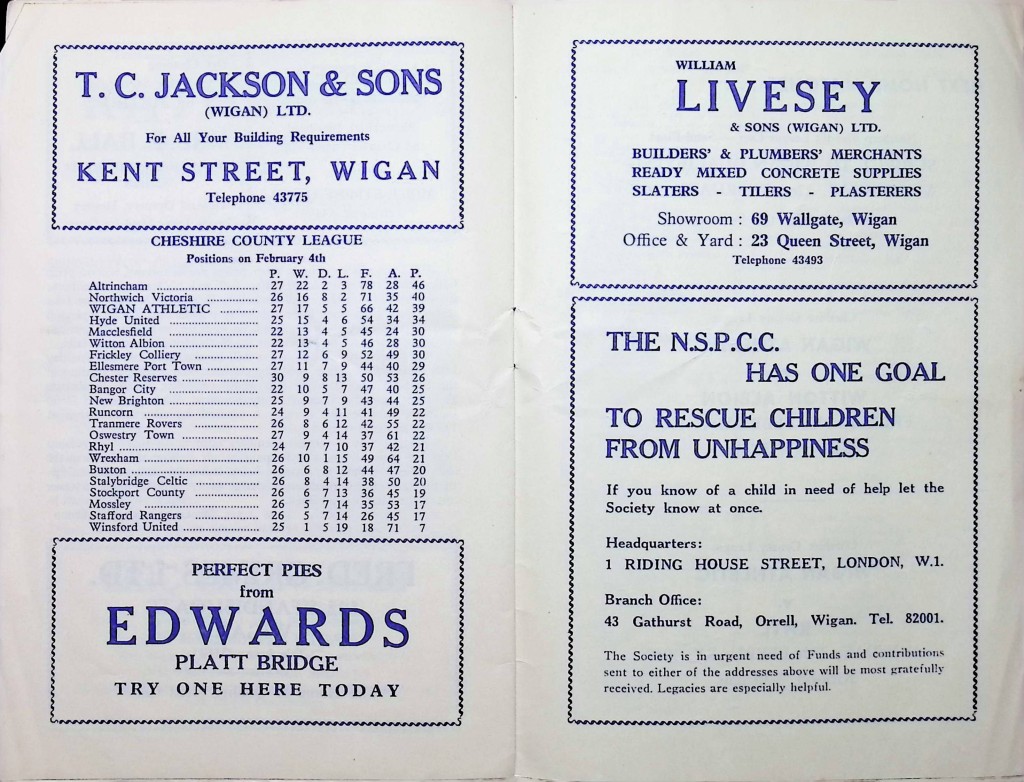 T. C. JACKSON & SONS
(WIGAN) LTD.
For All Your Building Requirements
KENT STREET, WIGAN
Telephone 43775
CHESHIRE COUNTY LEAGUE
Positions on February 4th
P. W. D. L. F. A. P.
Altrincham ................................ 27 22 2 3 78 28 46
Northwich Victoria ................ 26 16 8 2 71 35 40
WIGAN ATHLETIC ............ 27 17 5 5 66 42 39
Hyde United ............................ 25 15 4 6 54 34 34
Macclesfield ............................ 22 13 4 5 45 24 30
Witton Albion ........................ 22 13 4 5 46 28 30
Frickley Colliery .................... 27 12 6 9 52 49 30
Ellesmere Port Town ............ 27 11 7 9 44 40 29
Chester Reserves .................... 30 9 8 13 50 53 26
Bangor City ............................ 22 10 5 7 47 40 25
New Brighton ........................ 25 9 7 9 43 44 25
Runcorn ................................ 24 9 4 11 41 49 22
Tranmere Rovers .................... 26 8 6 12 42 55 22
Oswestry Town ........................ 27 9 4 14 37 61 22
Rhyl ........................................ 24 7 7 10 37 42 21
Wrexham ................................ 26 10 1 15 49 64 21
Buxton .................................... 26 6 8 12 44 47 20
Stalybridge Celtic .................... 26 8 4 14 38 50 20
Stockport County .................... 26 6 7 13 36 45 19
Mossley .................................... 26 5 7 14 35 53 17
Stafford Rangers .................... 26 5 7 14 26 45 17
Winsford United ........................ 25 1 5 19 18 71 7
PERFECT PIES
from
EDWARDS
PLATT BRIDGE
TRY ONE HERE TODAY
WILLIAM
LIVESEY
& SONS (WIGAN) LTD.
BUILDERS' & PLUMBERS' MERCHANTS
READY MIXED CONCRETE SUPPLIES
SLATERS - TILERS - PLASTERERS
Showroom : 69 Wallgate, Wigan
Office & Yard : 23 Queen Street, Wigan
Telephone 43493
THE N.S.P.C.C.
HAS ONE GOAL
TO RESCUE CHILDREN
FROM UNHAPPINESS
If you know of a child in need of help let the
Society know at once.
Headquarters:
1 RIDING HOUSE STREET, LONDON, W.1.
Branch Office:
43 Gathurst Road, Orrell, Wigan. Tel. 82001.
The Society is in urgent need of Funds and contributions
sent to either of the addresses above will be most gratefully
received. Legacies are especially helpful.